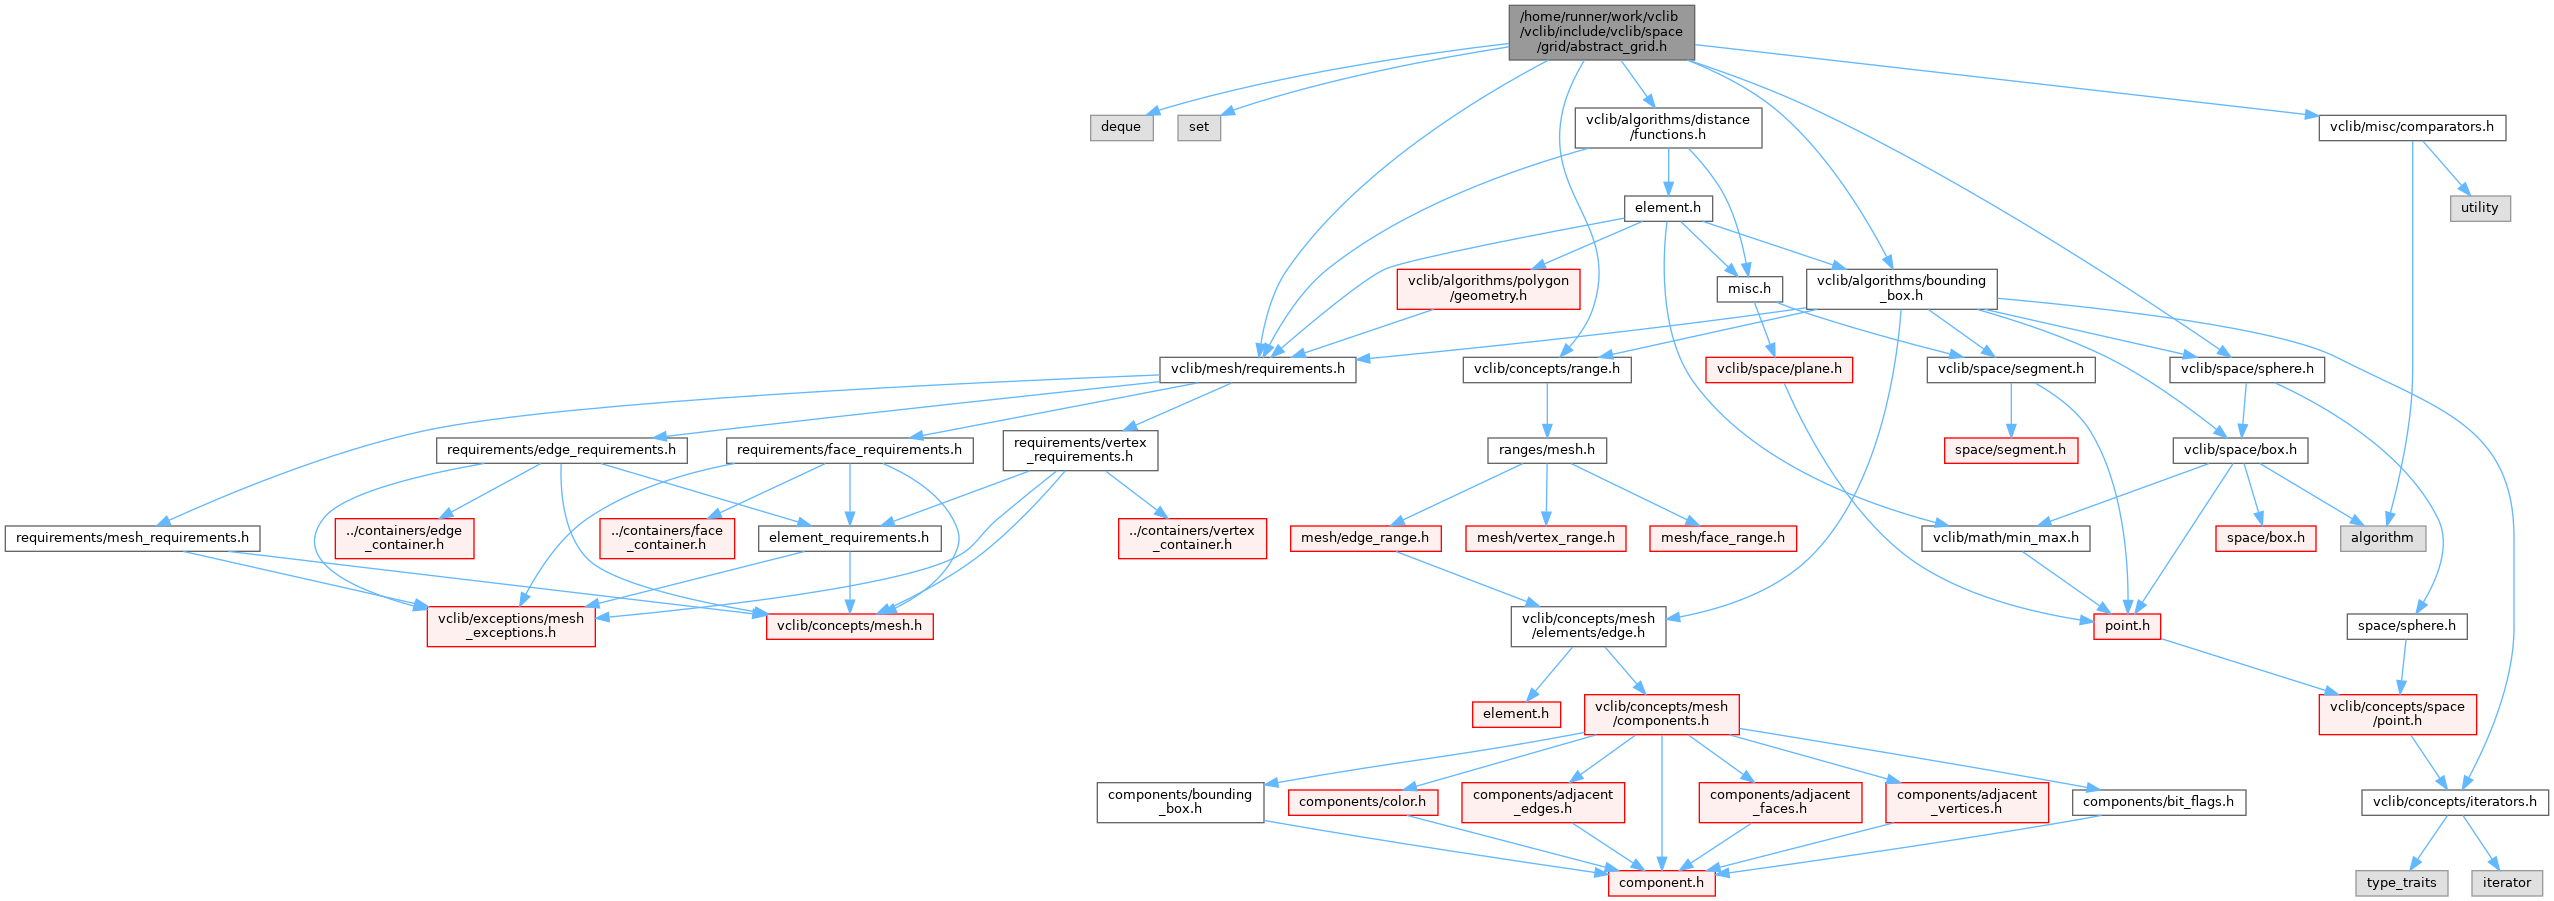 /home/runner/work/vclib
/vclib/include/vclib/space
/grid/abstract_grid.h
deque
set
vclib/algorithms/distance
/functions.h
vclib/misc/comparators.h
element.h
utility
vclib/algorithms/polygon
/geometry.h
misc.h
vclib/algorithms/bounding
_box.h
vclib/mesh/requirements.h
vclib/concepts/range.h
vclib/space/plane.h
vclib/space/segment.h
vclib/space/sphere.h
requirements/edge_requirements.h
requirements/face_requirements.h
requirements/vertex
_requirements.h
ranges/mesh.h
space/segment.h
vclib/space/box.h
requirements/mesh_requirements.h
../containers/edge
_container.h
../containers/face
_container.h
element_requirements.h
../containers/vertex
_container.h
mesh/edge_range.h
mesh/vertex_range.h
mesh/face_range.h
vclib/math/min_max.h
space/box.h
algorithm
vclib/exceptions/mesh
_exceptions.h
vclib/concepts/mesh.h
vclib/concepts/mesh
/elements/edge.h
point.h
space/sphere.h
element.h
vclib/concepts/mesh
/components.h
vclib/concepts/space
/point.h
components/bounding
_box.h
components/color.h
components/adjacent
_edges.h
components/adjacent
_faces.h
components/adjacent
_vertices.h
components/bit_flags.h
vclib/concepts/iterators.h
component.h
type_traits
iterator